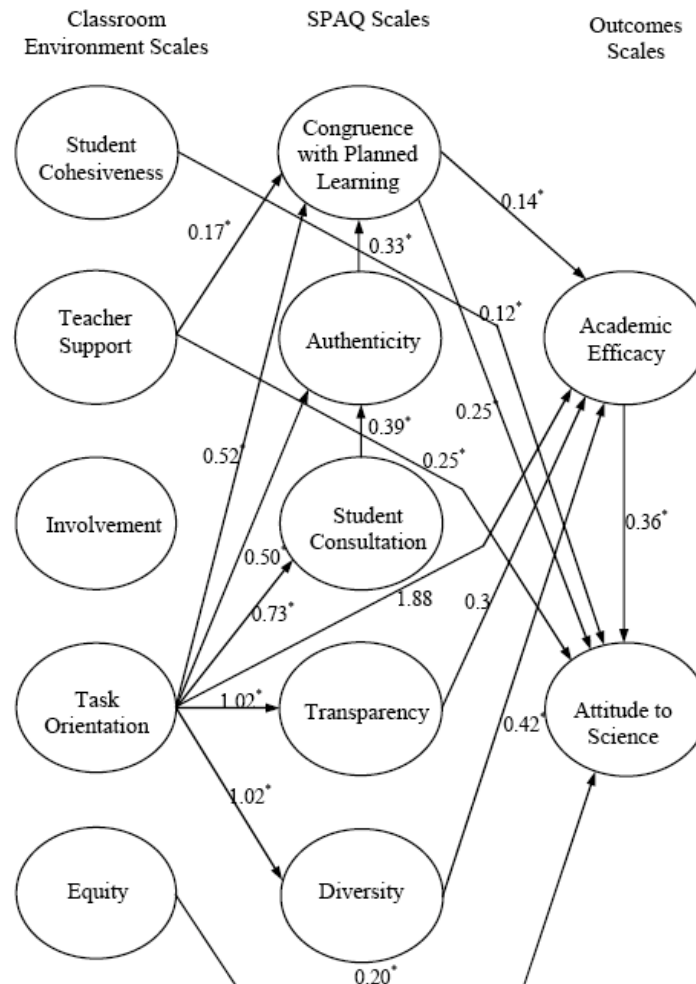 Classroom
Environment Scales
SPAQ Scales
Outcomes
Scales
Student
Cohesiveness
Congruence
with Planned
Learning
0.14*
0.17*
0.33*
Teacher
Support
Authenticity
0.12*
Academic
Efficacy
0.25*
0.39*
0.52*
0.25*
Involvement
Student
Consultation
0.36*
0.50*
0.73*
1.88
0.3
Task
Orientation
1.02*
Transparency
0.42*
Attitude to
Science
1.02*
Equity
Diversity
0.20*